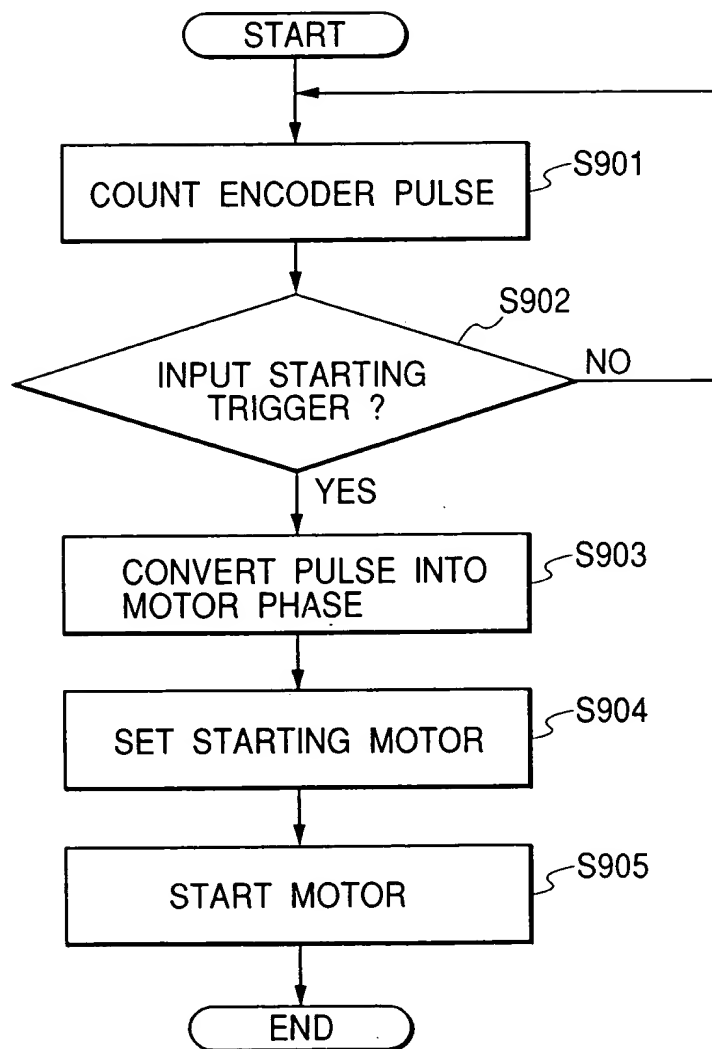 START
COUNT ENCODER PULSE
S901
S902
INPUT STARTING
TRIGGER ?
NO
YES
CONVERT PULSE INTO
MOTOR PHASE
S903
SET STARTING MOTOR
S904
START MOTOR
S905
END